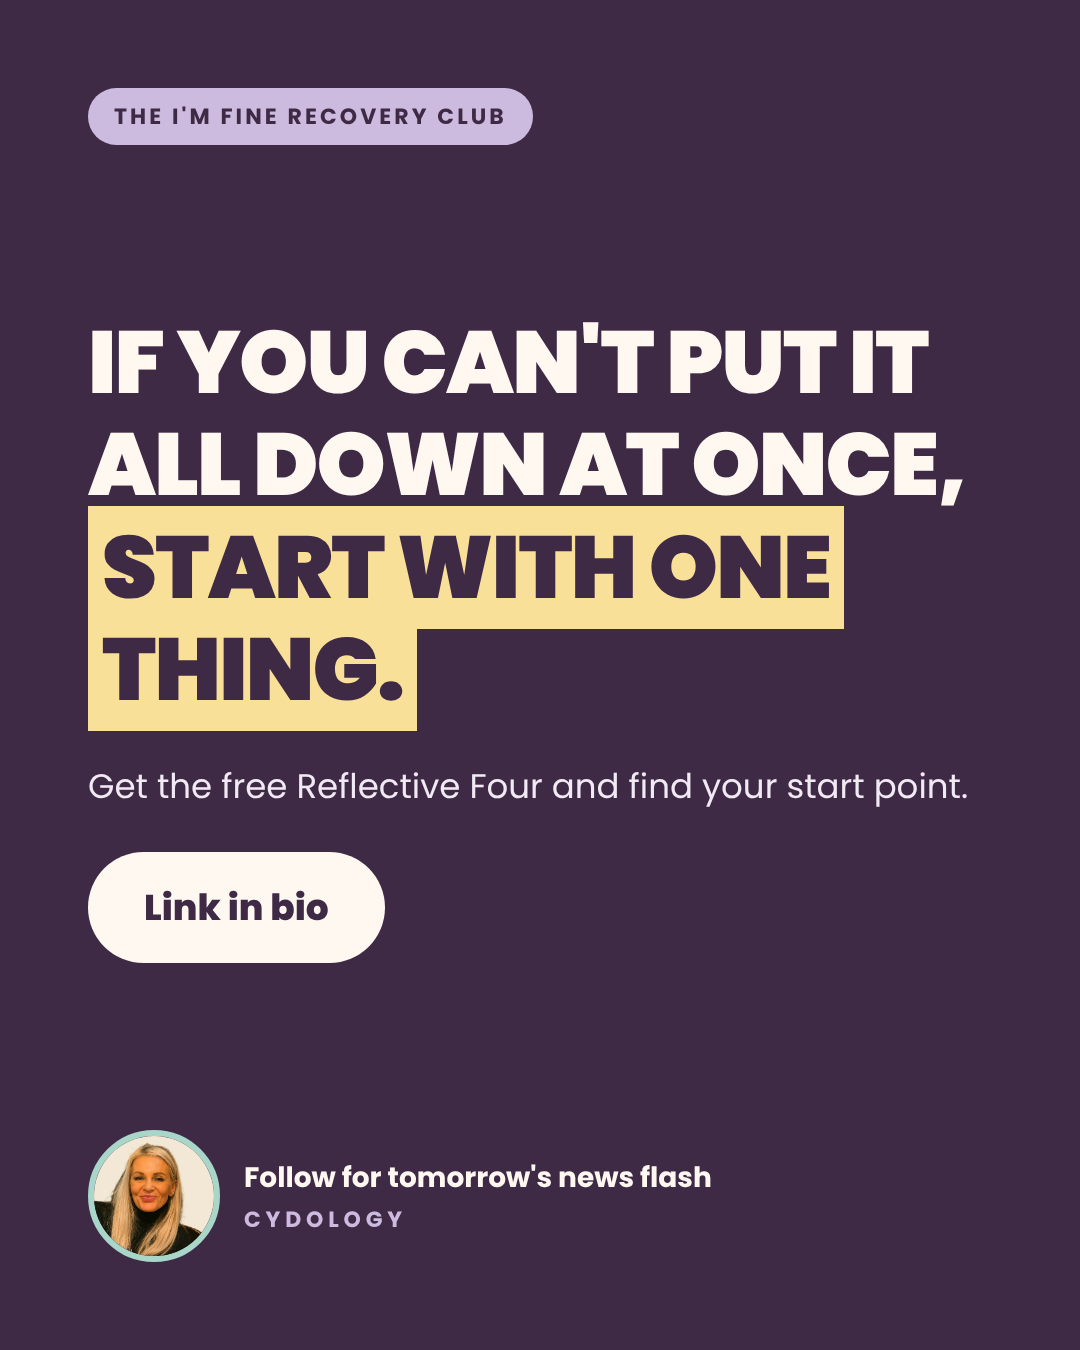 THE I'M FINE RECOVERY CLUB
IF YOU CAN'T PUT IT
ALL DOWN AT ONCE,
START WITH ONE
THING.
Get the free Reflective Four and find your start point.
Link in bio
Follow for tomorrow's news flash
CYDOLOGY